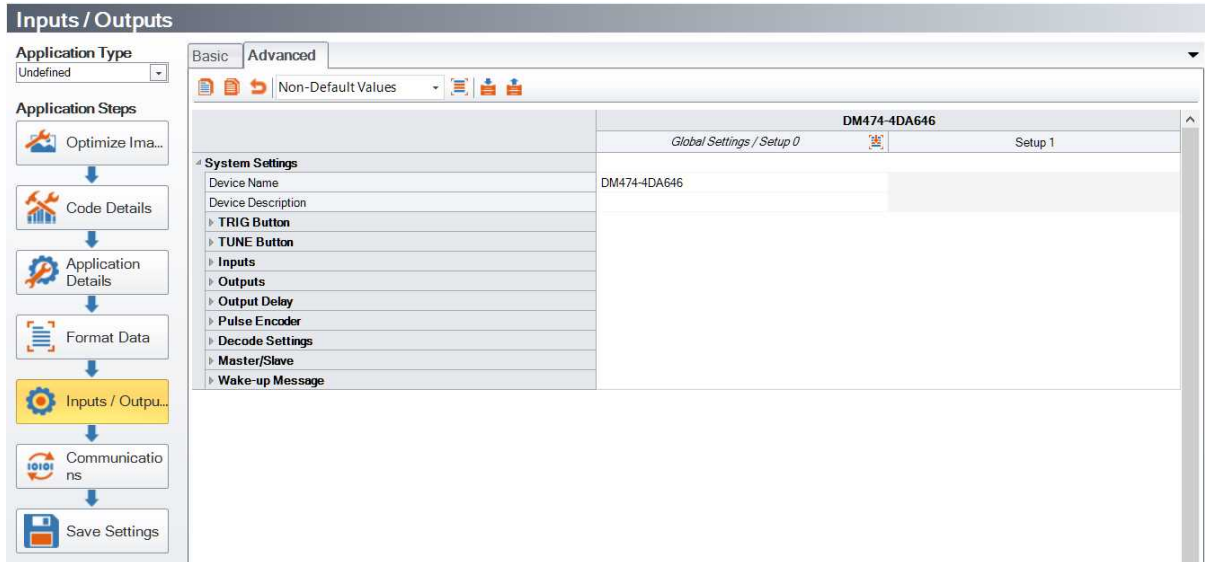 Inputs / Outputs
Application Type
Undefined
Application Steps
Optimize Ima...
Code Details
Application
Details
Format Data
Inputs / Outpu...
Communicatio
ns
Save Settings
Basic
Advanced
Non-Default Values
DM474-4DA646
Global Settings / Setup 0
Setup 1
System Settings
Device Name
DM474-4DA646
Device Description
TRIG Button
TUNE Button
Inputs
Outputs
Output Delay
Pulse Encoder
Decode Settings
Master/Slave
Wake-up Message